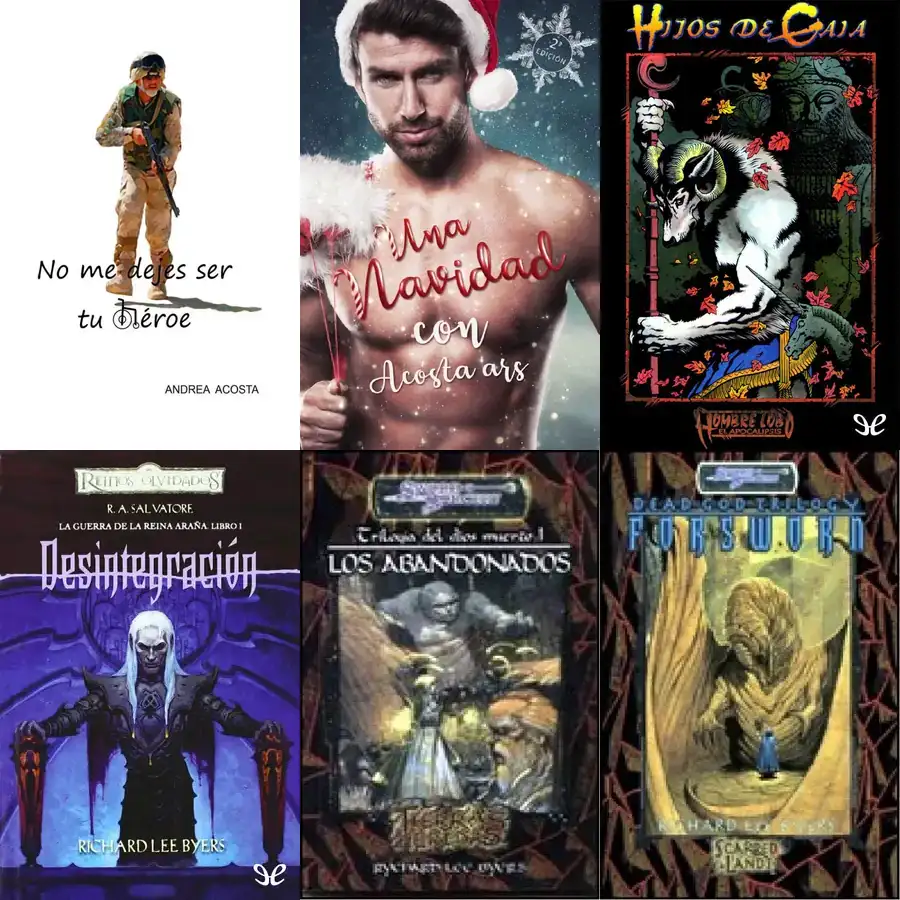 No me dejes ser
tu héroe
ANDREA ACOSTA
2ª
EDICIÓN
Una
Navidad
con
Acosta ars
HIJOS DE GAIA
HOMBRE LOBO
EL APOCALIPSIS
REINOS OLVIDADOS
R. A. SALVATORE
LA GUERRA DE LA REINA ARAÑA. LIBRO I
Desintegración
RICHARD LEE BYERS
Trilogía del dios muerto I
LOS ABANDONADOS
RICHARD LEE BYERS
DEAD GOD TRILOGY
FORSWORN
RICHARD LEE BYERS
SCARRED
LANDS